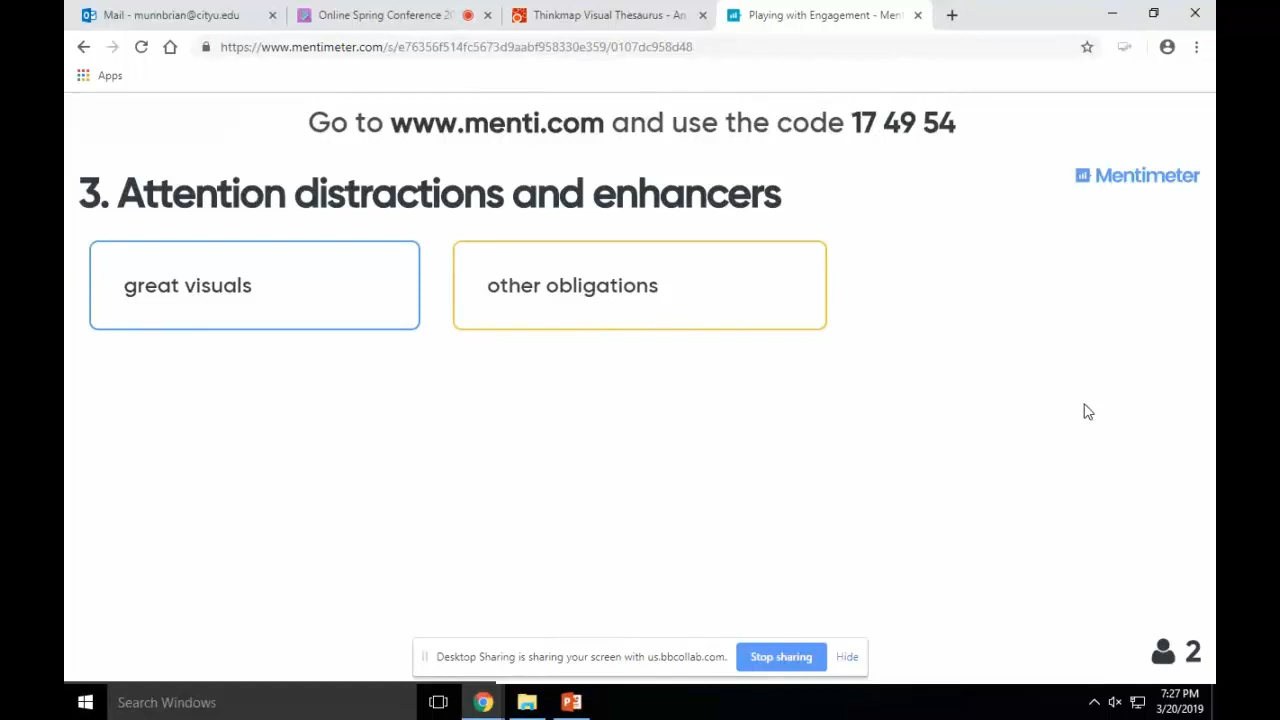 Mail - munnbrian@cityu.edu
Online Spring Conference 20
Thinkmap Visual Thesaurus - An
Playing with Engagement - Ment
https://www.mentimeter.com/s/e76356f514fc5673d9aabf958330e359/0107dc958d48
Apps
Go to www.menti.com and use the code 17 49 54
Mentimeter
3. Attention distractions and enhancers
great visuals
other obligations
Desktop Sharing is sharing your screen with us.bbcollab.com.
Stop sharing
Hide
2
Search Windows
7:27 PM
3/20/2019